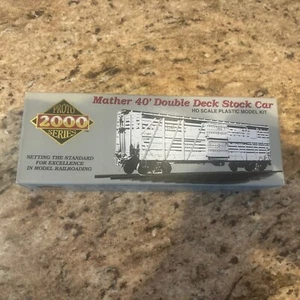 PROTO
2000
SERIES
Mather 40' Double Deck Stock Car
HO SCALE PLASTIC MODEL KIT
SETTING THE STANDARD
FOR EXCELLENCE
IN MODEL RAILROADING